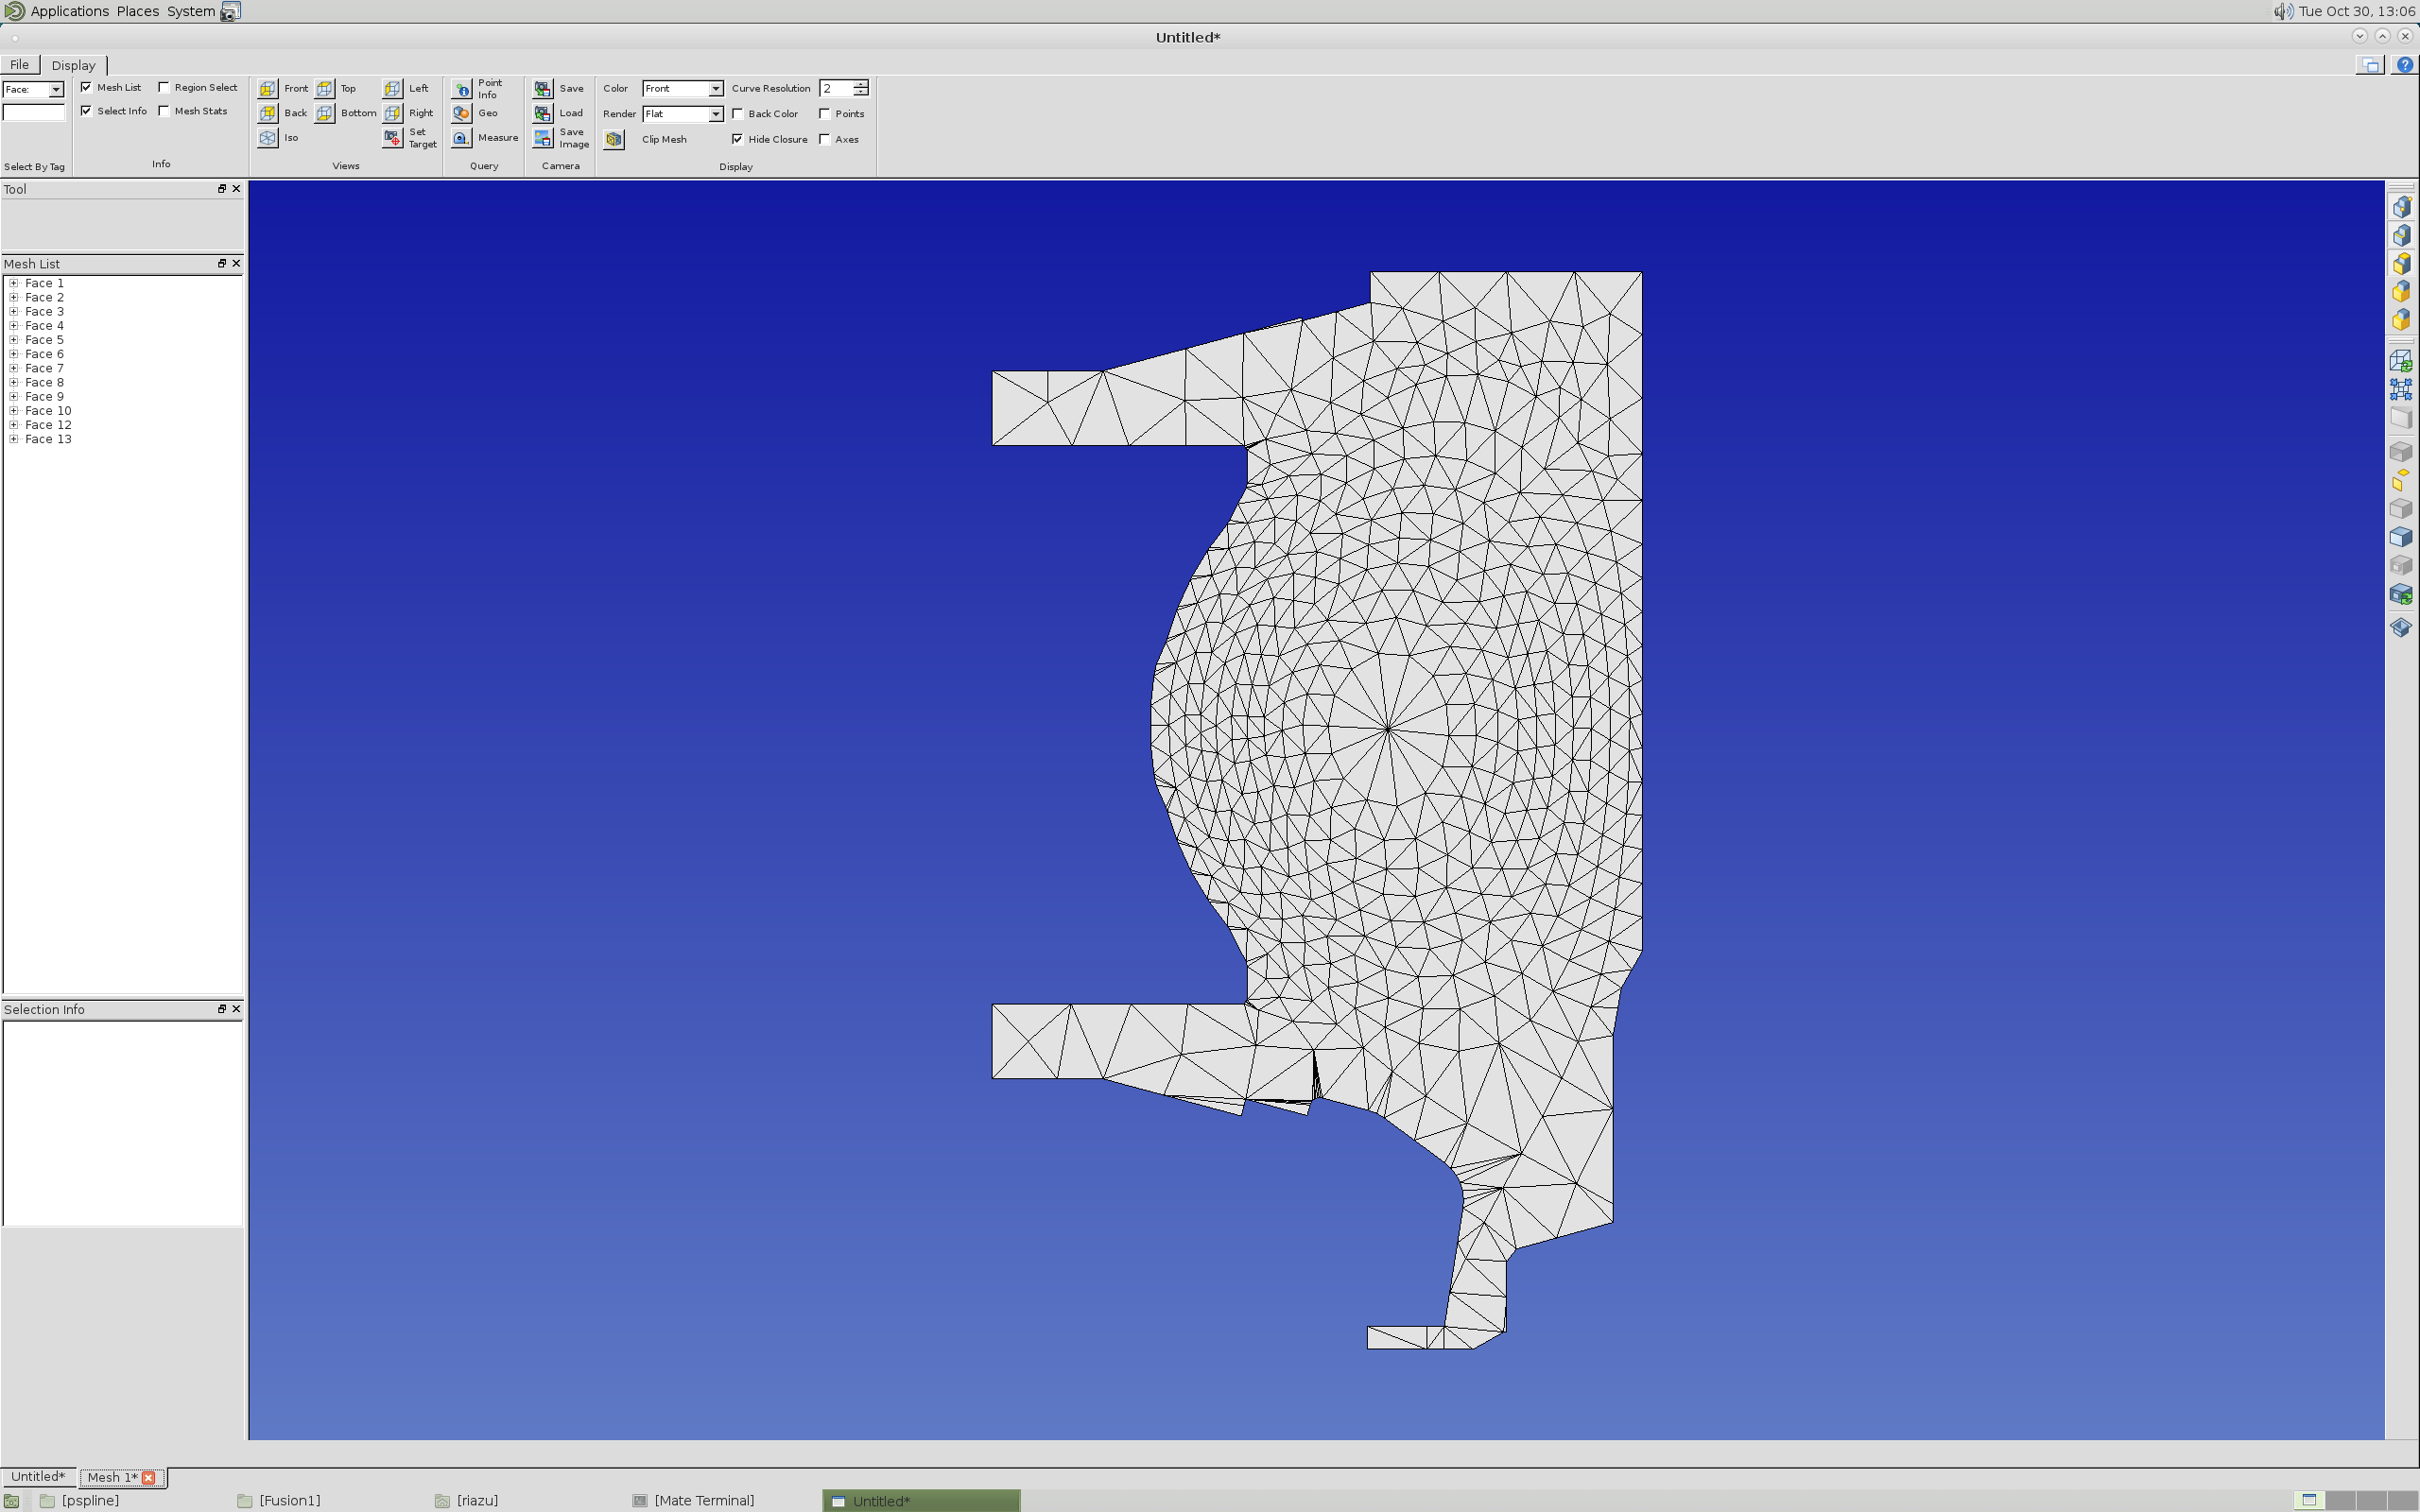 Applications Places System Tue Oct 30, 13:06
Untitled*
File Display
Face: Mesh List Region Select Front Top Left Point Info Save Color Front Curve Resolution 2
Select Info Mesh Stats Back Bottom Right Geo Load Render Flat Back Color Points
Iso Set Target Measure Save Image Clip Mesh Hide Closure Axes
Select By Tag Info Views Query Camera Display
Tool
Mesh List
Face 1
Face 2
Face 3
Face 4
Face 5
Face 6
Face 7
Face 8
Face 9
Face 10
Face 12
Face 13
Selection Info
Untitled* Mesh 1*
[pspline] [Fusion1] [riazu] [Mate Terminal] Untitled*